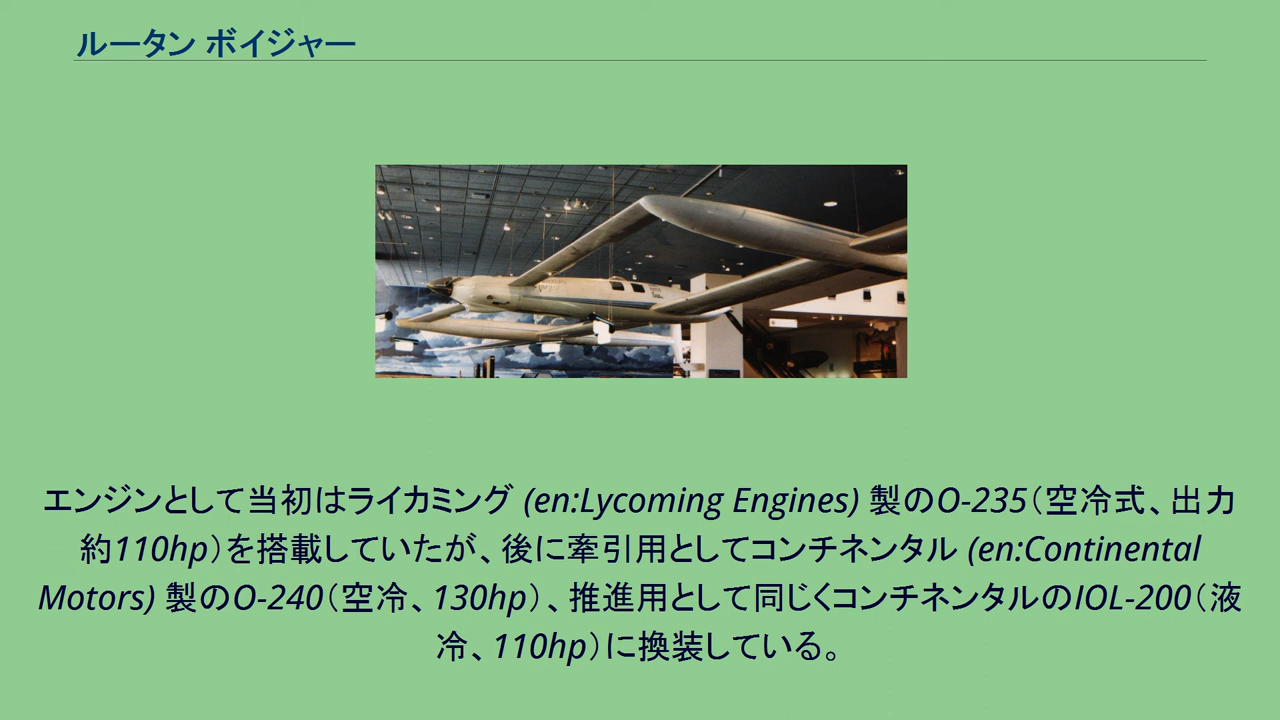 ルータン ボイジャー
エンジンとして当初はライカミング (en:Lycoming Engines) 製のO-235（空冷式、出力
約110hp）を搭載していたが、後に牽引用としてコンチネンタル (en:Continental
Motors) 製のO-240（空冷、130hp）、推進用として同じくコンチネンタルのIOL-200（液
冷、110hp）に換装している。